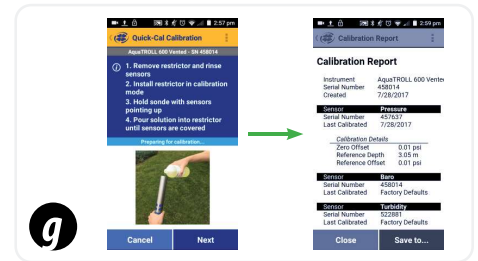 2:57 pm
Quick-Cal Calibration
AquaTROLL 600 Vented - SN 458014
1. Remove restrictor and rinse
sensors
2. Install restrictor in calibration
mode
3. Hold sonde with sensors
pointing up
4. Pour solution into restrictor
until sensors are covered
Preparing for calibration...
Cancel Next
g
2:59 pm
Calibration Report
Calibration Report
Instrument AquaTROLL 600 Vente
Serial Number 458014
Created 7/28/2017
Sensor Pressure
Serial Number 457637
Last Calibrated 7/28/2017
Calibration Details
Zero Offset 0.01 psi
Reference Depth 3.05 m
Reference Offset 0.01 psi
Sensor Baro
Serial Number 458014
Last Calibrated Factory Defaults
Sensor Turbidity
Serial Number 522881
Last Calibrated Factory Defaults
Close Save to...